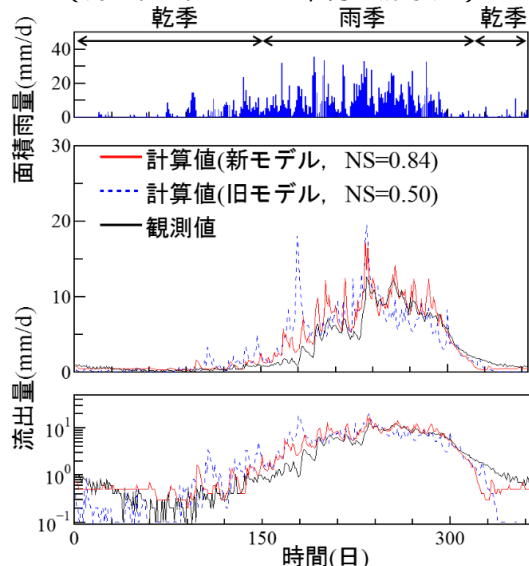 乾季 雨季 乾季
面積雨量(mm/d)
40
20
0
30
計算値(新モデル, NS=0.84)
計算値(旧モデル, NS=0.50)
観測値
20
10
0
流出量(mm/d)
10¹
10⁰
10⁻¹
0 150 300
時間(日)